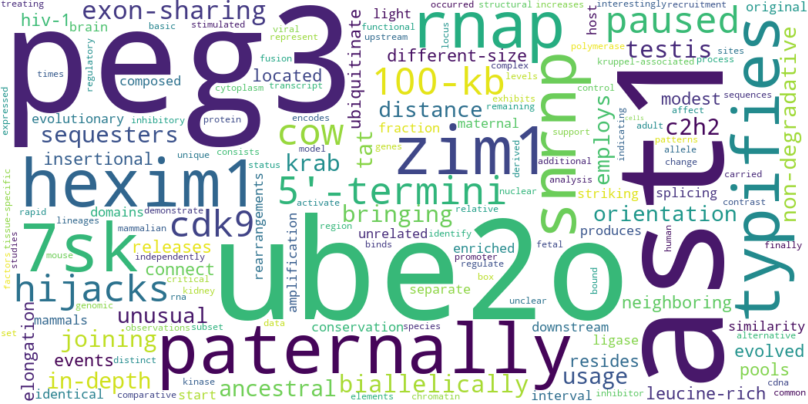 peg3
ube2o
ast1
paternally
hexim1
zim1
snrnp
rnap
7sk
typifies
hijacks
cdk9
5'-termini
cow
100-kb
paused
exon-sharing
hiv-1
brain
treating
stimulated
basic
viral
represent
functional
occurred
structural
increases
light
upstream
host
interestingly
recruitment
polymerase
sites
kruppel-associated
process
original
testis
different-size
complex
levels
exhibits
control
sequences
modest
c2h2
distance
fraction
maternal
patterns
affect
allele
change
adult
indicating
cells
employs
ubiquitinate
tat
located
composed
times
regulatory
cytoplasm
fusion
transcript
locus
expressed
evolutionary
inhibitory
protein
encodes
remaining
genes
derived
support
additional
analysis
nuclear
splicing
striking
contrast
carried
non-degradative
sequesters
insertional
unique
consists
status
model
krab
domains
rapid
lineages
mammalian
demonstrate
activate
relative
region
identify
promoter
binds
regulate
box
fetal
unclear
bound
human
produces
orientation
finally
bringing
unrelated
enriched
separate
neighboring
rearrangements
amplification
tissue-specific
factors
studies
mouse
independently
releases
connect
critical
kidney
genomic
rna
mammals
elongation
unusual
observations
subset
joining
events
distinct
data
set
conservation
species
downstream
ligase
similarity
alternative
evolved
resides
usage
pools
in-depth
identical
kinase
comparative
start
ancestral
biallelically
elements
chromatin
interval
inhibitor
leucine-rich
cdna
common